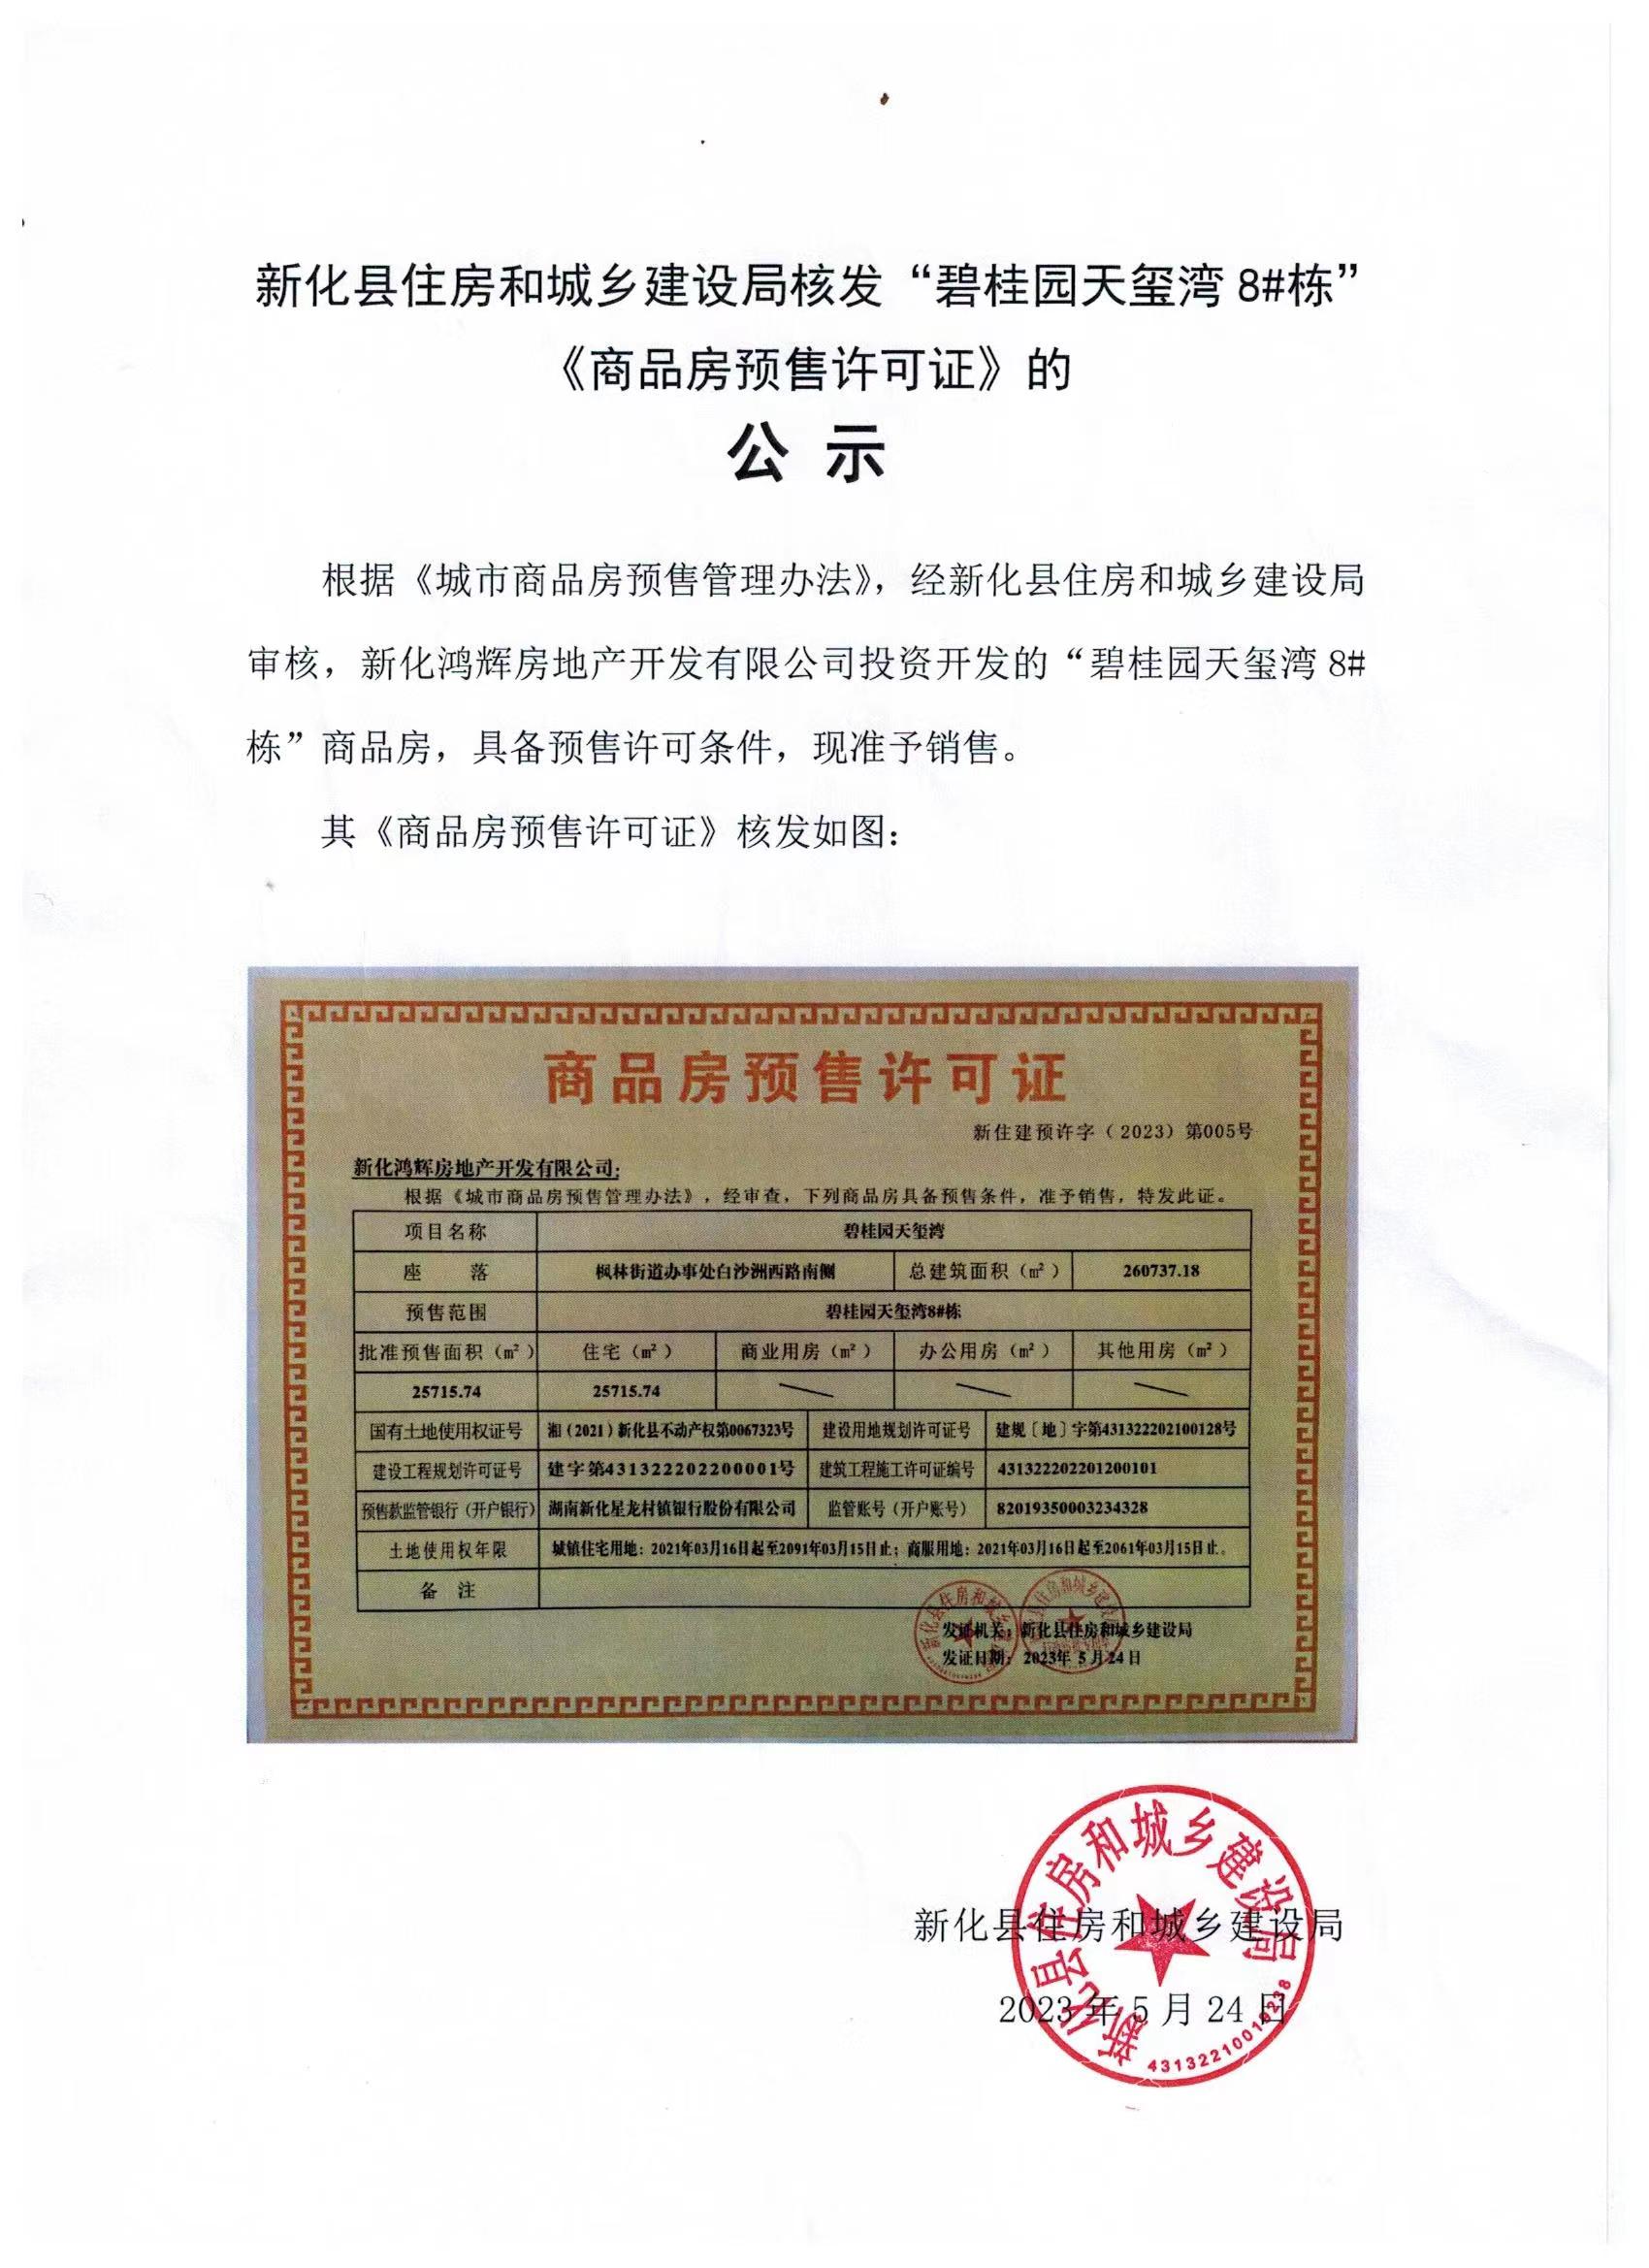 新化县住房和城乡建设局核发“碧桂园天玺湾 8#栋”
《商品房预售许可证》的
公 示
根据《城市商品房预售管理办法》，经新化县住房和城乡建设局
审核，新化鸿辉房地产开发有限公司投资开发的“碧桂园天玺湾 8#
栋”商品房，具备预售许可条件，现准予销售。
其《商品房预售许可证》核发如图：
商品房预售许可证
新住建预许字（2023）第005号
新化鸿辉房地产开发有限公司：
根据《城市商品房预售管理办法》，经审查，下列商品房具备预售条件，准予销售，特发此证。
项目名称 碧桂园天玺湾
座 落 枫林街道办事处白沙洲西路南侧 总建筑面积（㎡） 260737.18
预售范围 碧桂园天玺湾8#栋
批准预售面积（㎡） 住宅（㎡） 商业用房（㎡） 办公用房（㎡） 其他用房（㎡）
25715.74 25715.74
国有土地使用权证号 湘（2021）新化县不动产权第0067323号 建设用地规划许可证号 建规〔地〕字第431322202100128号
建设工程规划许可证号 建字第431322202200001号 建筑工程施工许可证编号 431322202201200101
预售款监管银行（开户银行） 湖南新化星龙村镇银行股份有限公司 监管账号（开户账号） 82019350003234328
土地使用权年限 城镇住宅用地：2021年03月16日起至2091年03月15日止；商服用地：2021年03月16日起至2061年03月15日止。
备 注
发证机关：新化县住房和城乡建设局
发证日期：2023年 5 月 24 日
新化县住房和城乡建设局
2023 年 5 月 24 日
新化县住房和城乡建设局
43132210019238